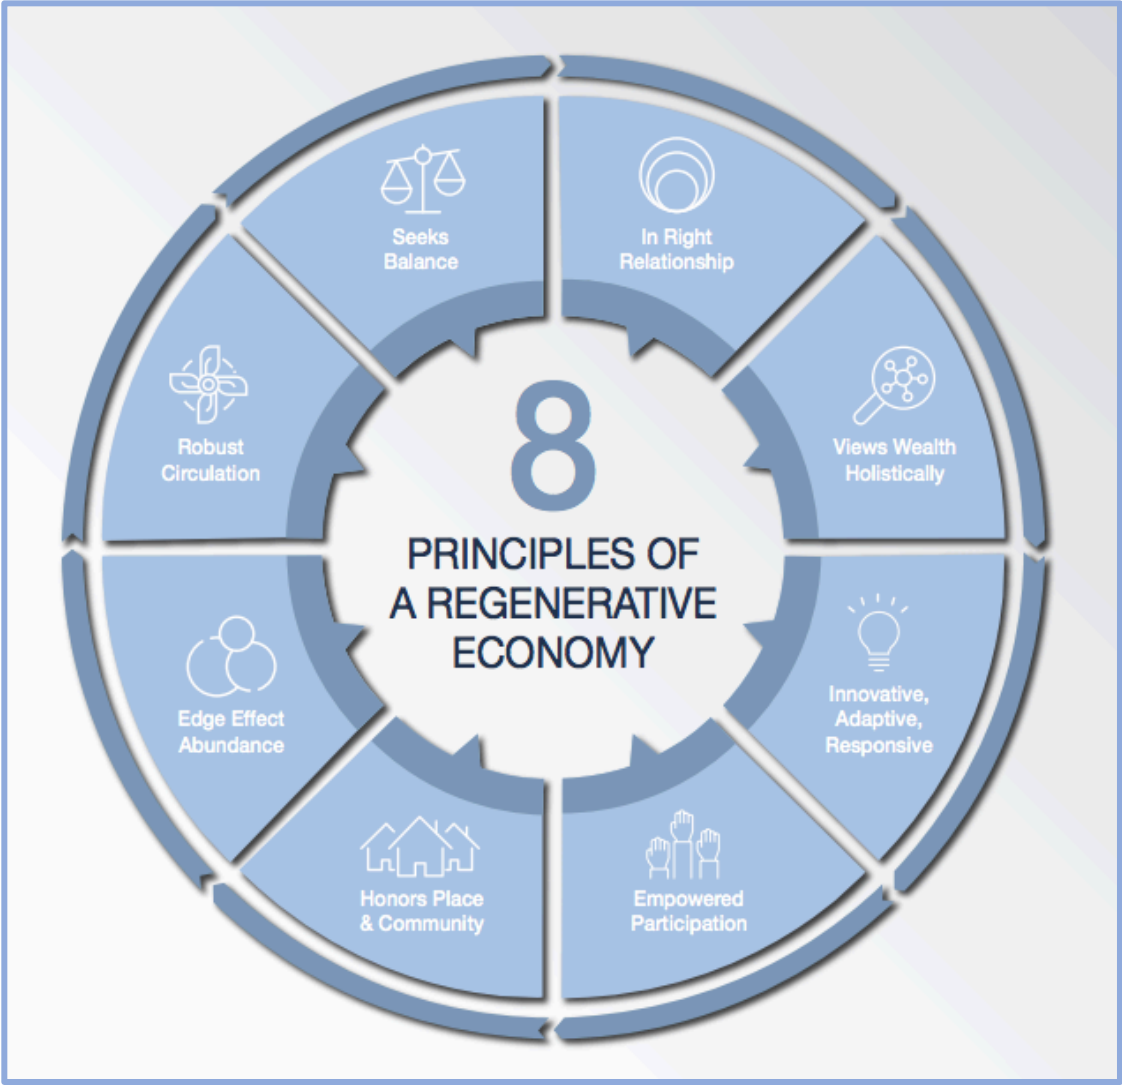 8
PRINCIPLES OF
A REGENERATIVE
ECONOMY
In Right
Relationship
Views Wealth
Holistically
Innovative,
Adaptive,
Responsive
Empowered
Participation
Honors Place
& Community
Edge Effect
Abundance
Robust
Circulation
Seeks
Balance